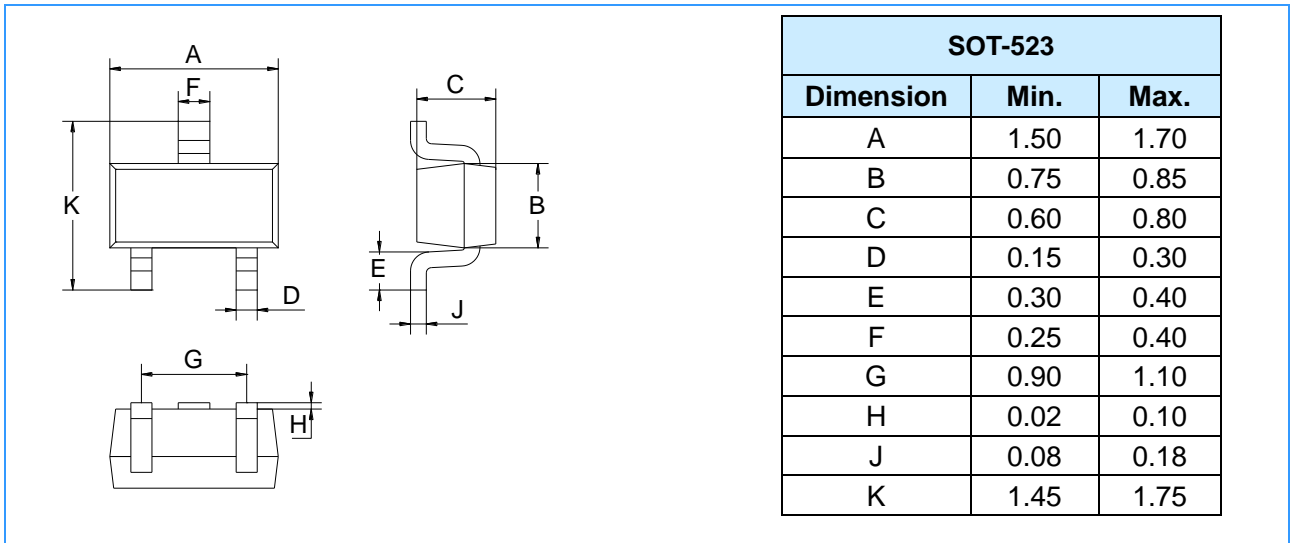 A
F
K
D
C
B
E
J
G
H
SOT-523
Dimension Min. Max.
A 1.50 1.70
B 0.75 0.85
C 0.60 0.80
D 0.15 0.30
E 0.30 0.40
F 0.25 0.40
G 0.90 1.10
H 0.02 0.10
J 0.08 0.18
K 1.45 1.75